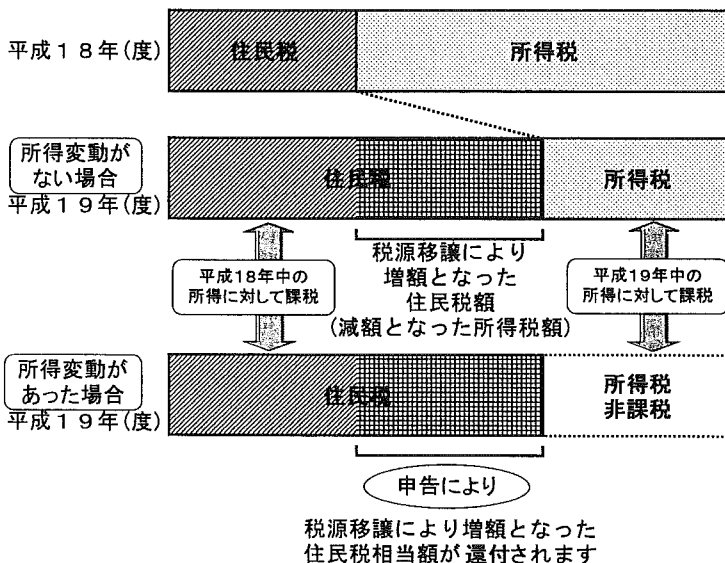 平成１８年(度)
住民税
所得税
所得変動が
ない場合
平成１９年(度)
住民税
所得税
平成18年中の
所得に対して課税
税源移譲により
増額となった
住民税額
(減額となった所得税額)
平成19年中の
所得に対して課税
所得変動が
あった場合
平成１９年(度)
住民税
所得税
非課税
申告により
税源移譲により増額となった
住民税相当額が還付されます